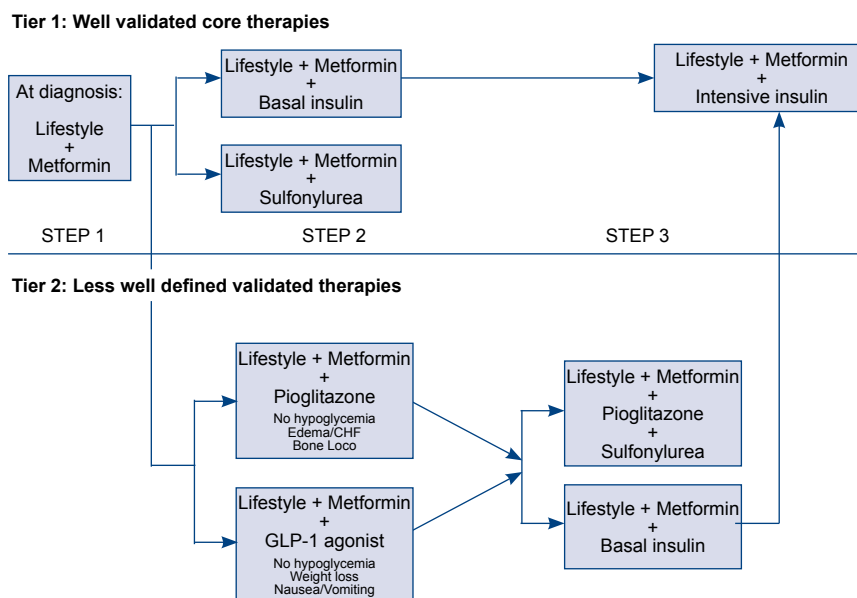 Tier 1: Well validated core therapies
At diagnosis:
Lifestyle
+
Metformin
Lifestyle + Metformin
+
Basal insulin
Lifestyle + Metformin
+
Intensive insulin
Lifestyle + Metformin
+
Sulfonylurea
STEP 1
STEP 2
STEP 3
Tier 2: Less well defined validated therapies
Lifestyle + Metformin
+
Pioglitazone
No hypoglycemia
Edema/CHF
Bone Loco
Lifestyle + Metformin
+
Pioglitazone
+
Sulfonylurea
Lifestyle + Metformin
+
GLP-1 agonist
No hypoglycemia
Weight loss
Nausea/Vomiting
Lifestyle + Metformin
+
Basal insulin